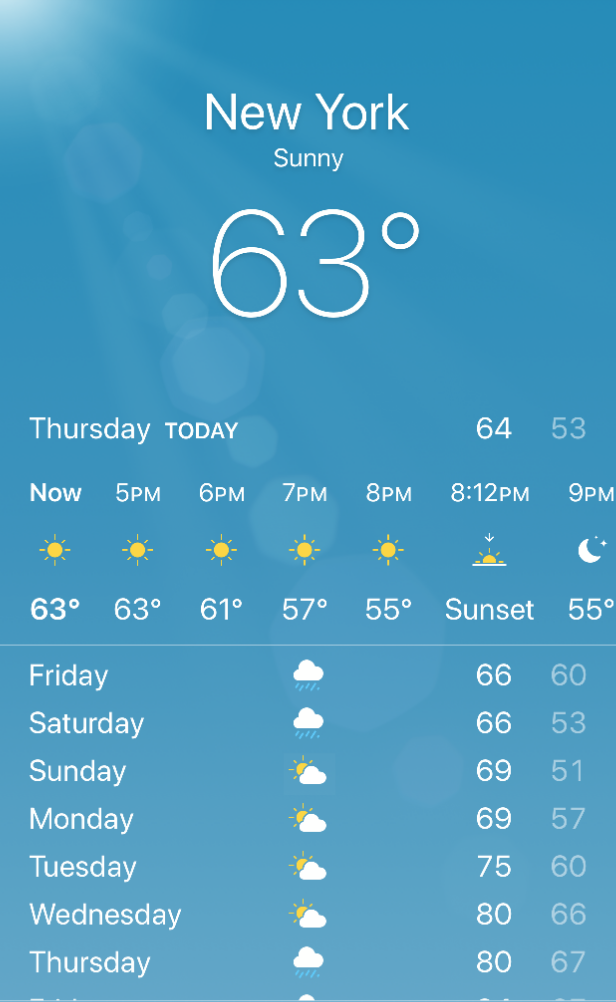 New York
Sunny
63°
Thursday TODAY 64 53
Now 5PM 6PM 7PM 8PM 8:12PM 9PM
63° 63° 61° 57° 55° Sunset 55°
Friday 66 60
Saturday 66 53
Sunday 69 51
Monday 69 57
Tuesday 75 60
Wednesday 80 66
Thursday 80 67